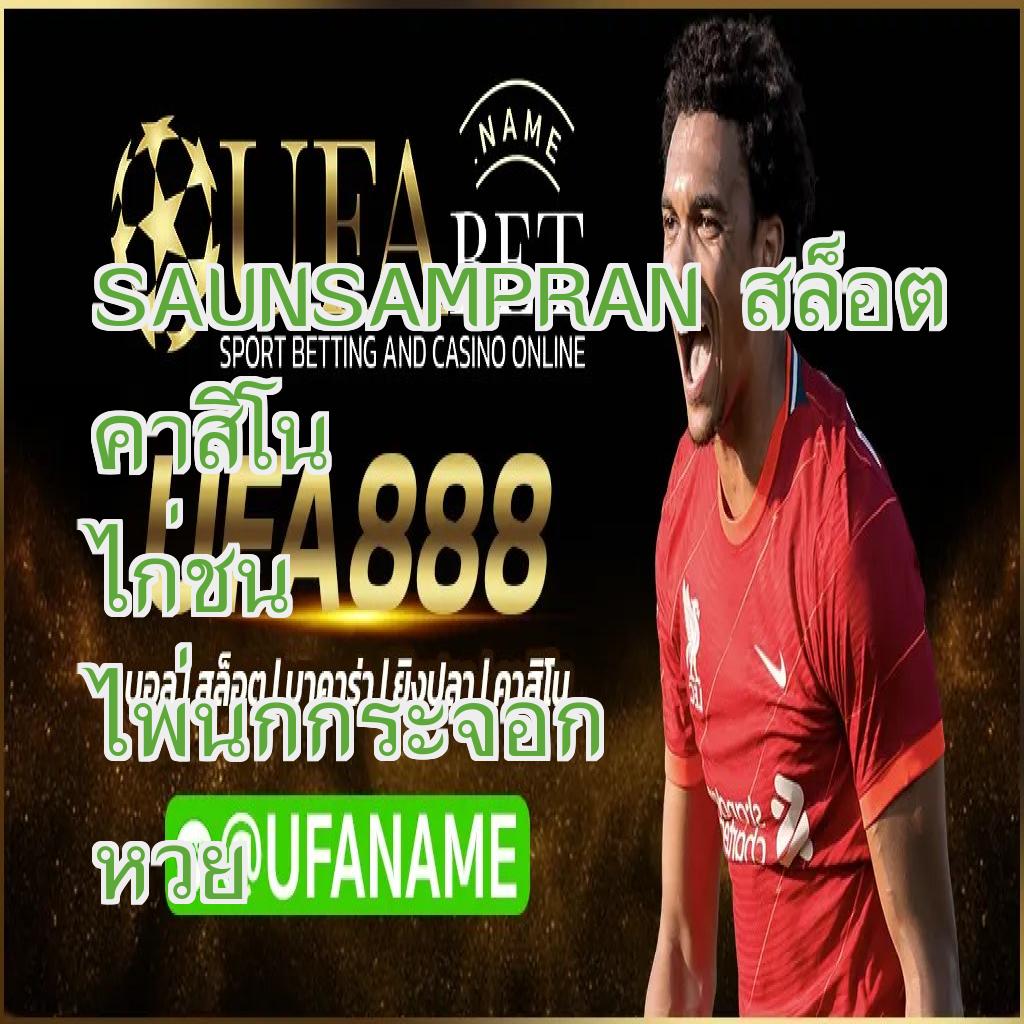 .NAME
UFA
BET
SAUNSAMPRAN สล็อต
SPORT BETTING AND CASINO ONLINE
คาสิโน
UFA888
ไก่ชน
บอล | สล็อต | บาคาร่า | ยิงปลา | คาสิโน
ไพ่นกกระจอก
หวย
@UFANAME